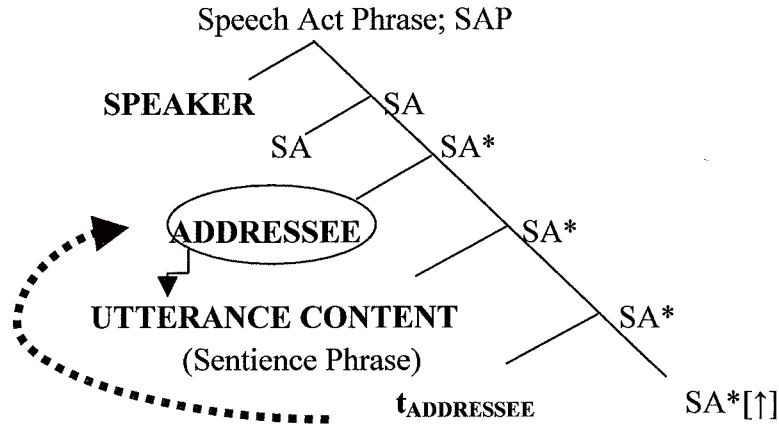 Speech Act Phrase; SAP
SPEAKER SA
SA SA*
ADDRESSEE SA*
UTTERANCE CONTENT SA*
(Sentience Phrase)
tADDRESSEE SA*[↑]